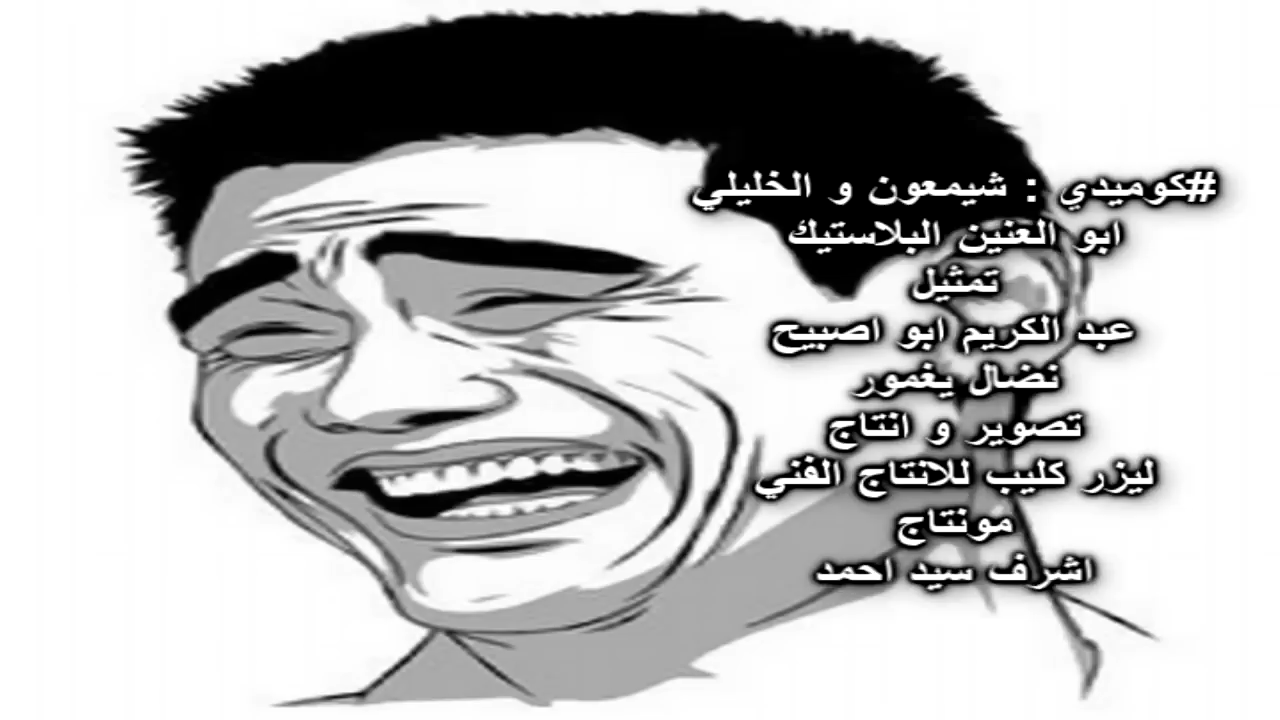 #كوميدي : شيمعون و الخليلي
ابو العنين البلاستيك
تمثيل
عبد الكريم ابو اصبيح
نضال يغمور
تصوير و انتاج
ليزر كليب للانتاج الفني
مونتاج
اشرف سيد احمد